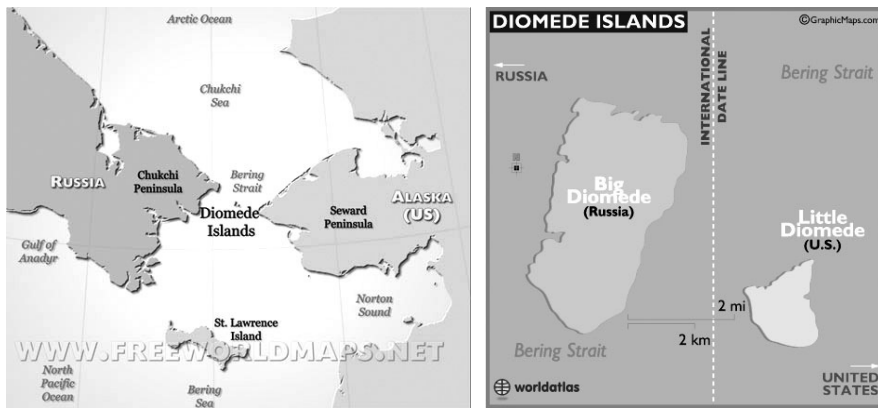 Arctic Ocean
Chukchi
Sea
RUSSIA
Chukchi
Peninsula
Bering
Strait
ALASKA
(US)
Diomede
Islands
Seward
Peninsula
Gulf of
Anadyr
Norton
Sound
St. Lawrence
Island
WWW.FREEWORLDMAPS.NET
North
Pacific
Ocean
Bering
Sea
DIOMEDE ISLANDS
©GraphicMaps.com
RUSSIA
INTERNATIONAL
DATE LINE
Bering Strait
Big
Diomede
(Russia)
Little
Diomede
(U.S.)
2 mi
2 km
Bering Strait
worldatlas
UNITED
STATES